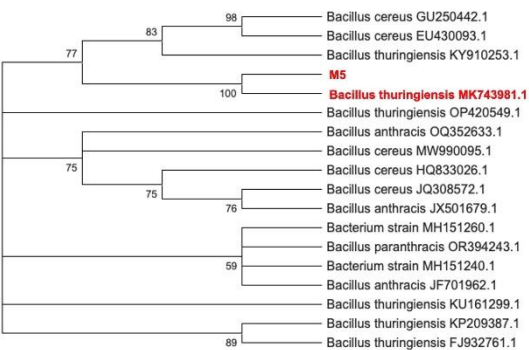 98
Bacillus cereus GU250442.1
83
Bacillus cereus EU430093.1
77
Bacillus thuringiensis KY910253.1
M5
100
Bacillus thuringiensis MK743981.1
Bacillus thuringiensis OP420549.1
Bacillus anthracis OQ352633.1
75
Bacillus cereus MW990095.1
Bacillus cereus HQ833026.1
75
Bacillus cereus JQ308572.1
76
Bacillus anthracis JX501679.1
Bacterium strain MH151260.1
Bacillus paranthracis OR394243.1
59
Bacterium strain MH151240.1
Bacillus anthracis JF701962.1
Bacillus thuringiensis KU161299.1
Bacillus thuringiensis KP209387.1
89
Bacillus thuringiensis FJ932761.1